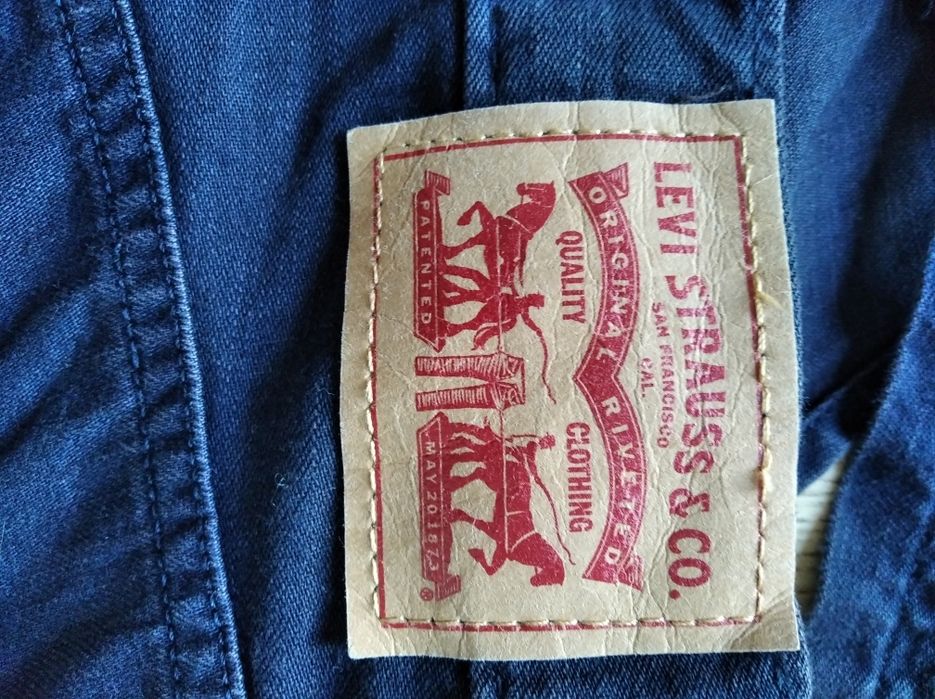 LEVI STRAUSS & CO.
SAN FRANCISCO
CAL.
ORIGINAL RIVETED
QUALITY CLOTHING
PATENTED MAY 20 1873 ®